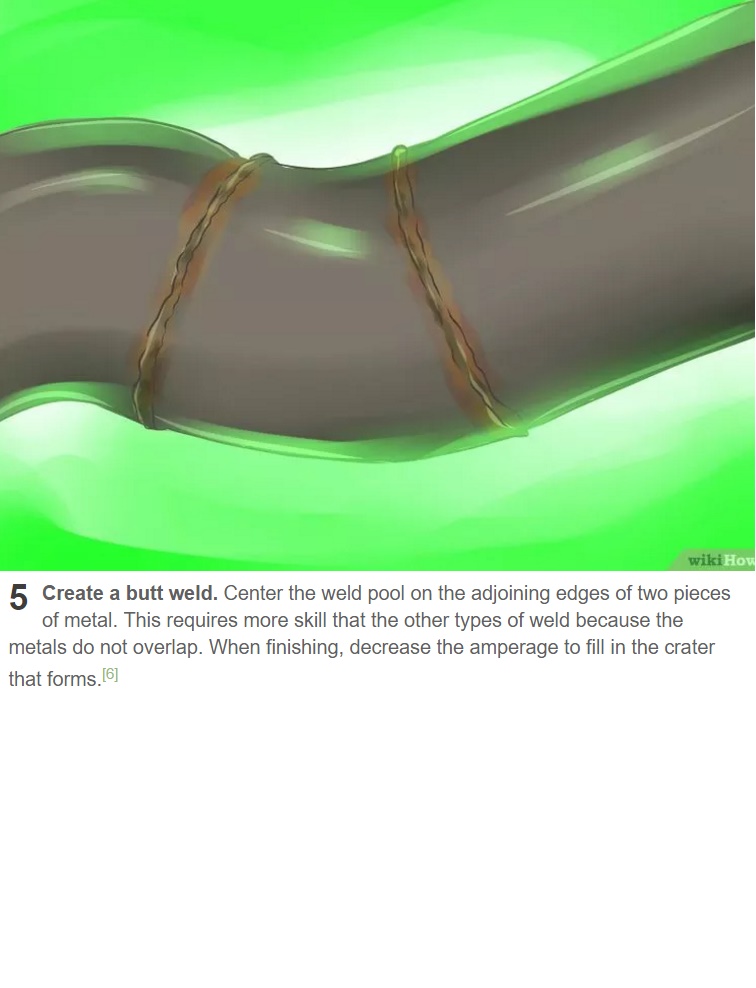 wikiHow
5 Create a butt weld. Center the weld pool on the adjoining edges of two pieces
of metal. This requires more skill that the other types of weld because the
metals do not overlap. When finishing, decrease the amperage to fill in the crater
that forms.[6]